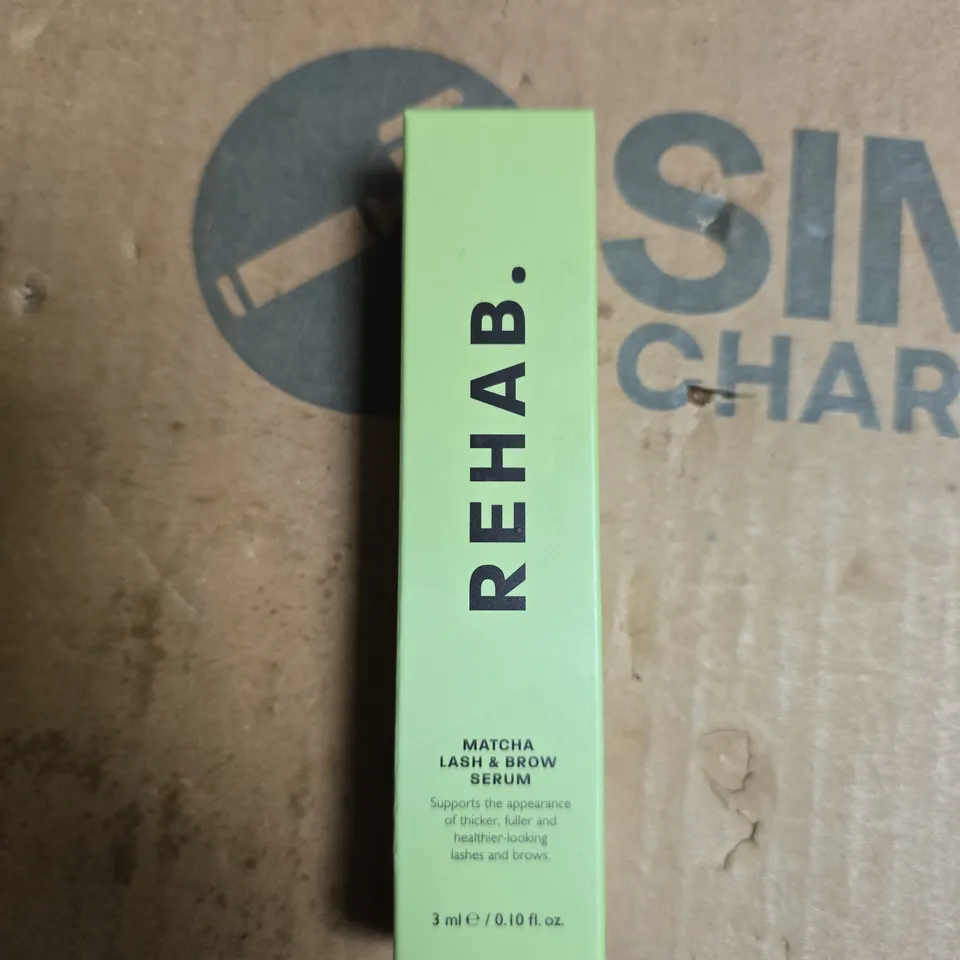 REHAB.
MATCHA
LASH & BROW
SERUM
Supports the appearance
of thicker, fuller and
healthier-looking
lashes and brows.
3 ml ℮ / 0.10 fl. oz.
SIM
CHAR